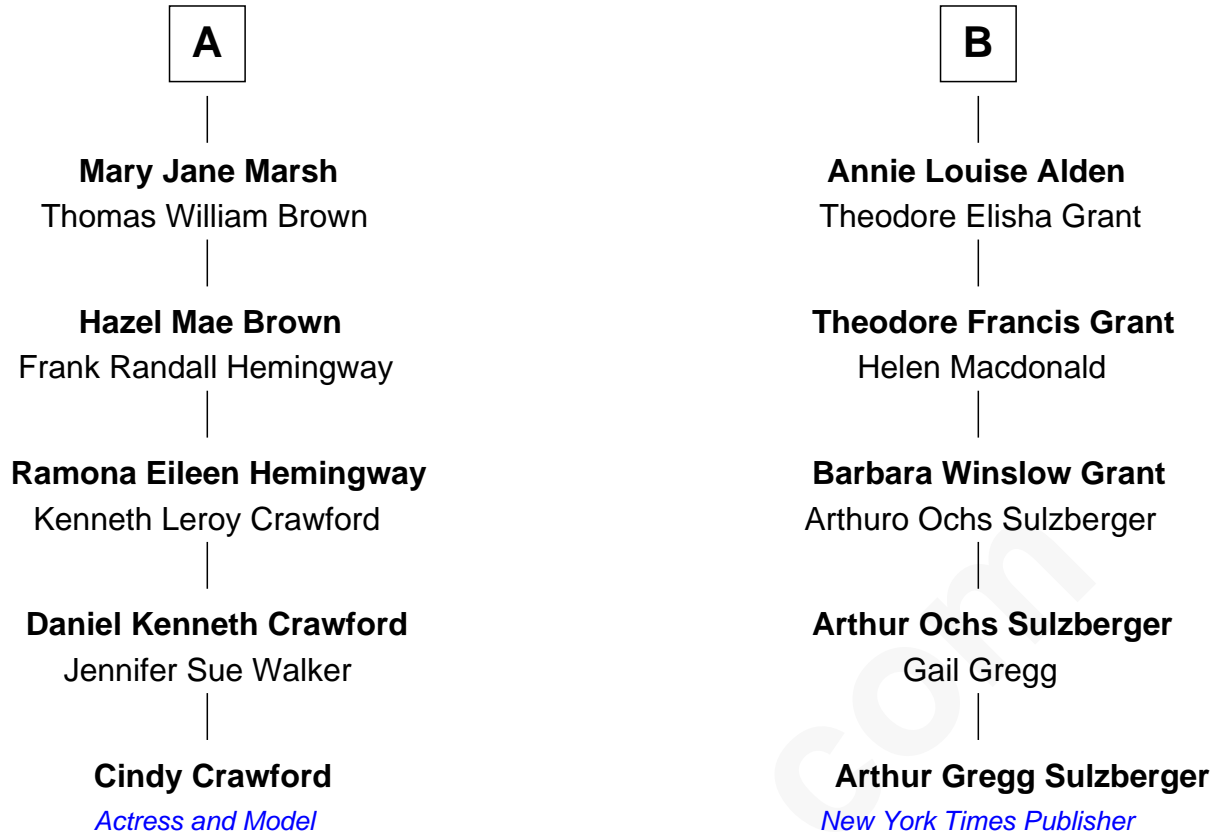 A
Mary Jane Marsh
Thomas William Brown
Hazel Mae Brown
Frank Randall Hemingway
Ramona Eileen Hemingway
Kenneth Leroy Crawford
Daniel Kenneth Crawford
Jennifer Sue Walker
Cindy Crawford
Actress and Model
B
Annie Louise Alden
Theodore Elisha Grant
Theodore Francis Grant
Helen Macdonald
Barbara Winslow Grant
Arthuro Ochs Sulzberger
Arthur Ochs Sulzberger
Gail Gregg
Arthur Gregg Sulzberger
New York Times Publisher
com